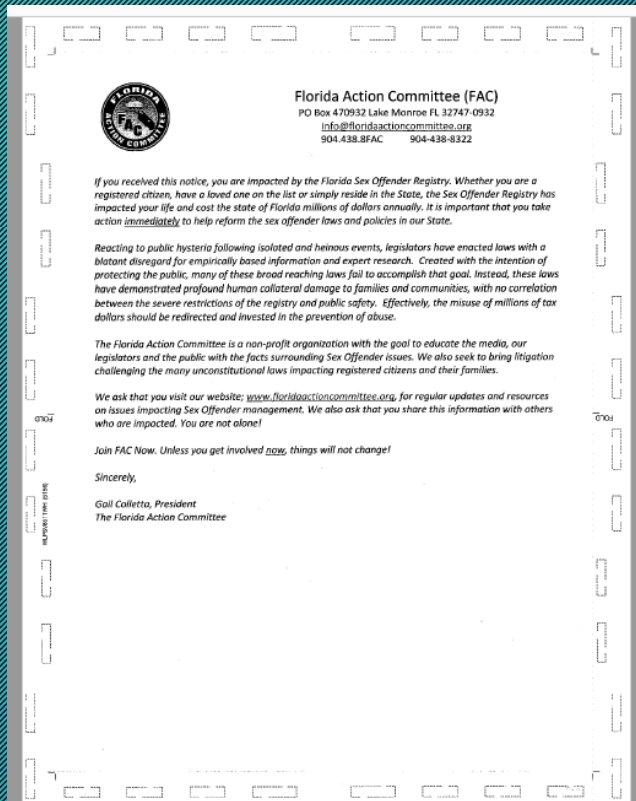 FLORIDA
FAC
ACTION COMMITTEE
Florida Action Committee (FAC)
PO Box 470932 Lake Monroe FL 32747-0932
Info@floridaactioncommittee.org
904.438.8FAC 904-438-8322
If you received this notice, you are impacted by the Florida Sex Offender Registry. Whether you are a
registered citizen, have a loved one on the list or simply reside in the State, the Sex Offender Registry has
impacted your life and cost the state of Florida millions of dollars annually. It is important that you take
action immediately to help reform the sex offender laws and policies in our State.
Reacting to public hysteria following isolated and heinous events, legislators have enacted laws with a
blatant disregard for empirically based information and expert research. Created with the intention of
protecting the public, many of these broad reaching laws fail to accomplish that goal. Instead, these laws
have demonstrated profound human collateral damage to families and communities, with no correlation
between the severe restrictions of the registry and public safety. Effectively, the misuse of millions of tax
dollars should be redirected and invested in the prevention of abuse.
The Florida Action Committee is a non-profit organization with the goal to educate the media, our
legislators and the public with the facts surrounding Sex Offender issues. We also seek to bring litigation
challenging the many unconstitutional laws impacting registered citizens and their families.
We ask that you visit our website; www.floridaactioncommittee.org, for regular updates and resources
on issues impacting Sex Offender management. We also ask that you share this information with others
who are impacted. You are not alone!
FOLD
FOLD
Join FAC Now. Unless you get involved now, things will not change!
Sincerely,
Gail Colletta, President
The Florida Action Committee